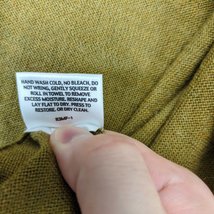 HAND WASH COLD, NO BLEACH, DO
NOT WRING, GENTLY SQUEEZE OR
ROLL IN TOWEL TO REMOVE
EXCESS MOISTURE, RESHAPE AND
LAY FLAT TO DRY. PRESS TO
RESTORE, OR DRY CLEAN.